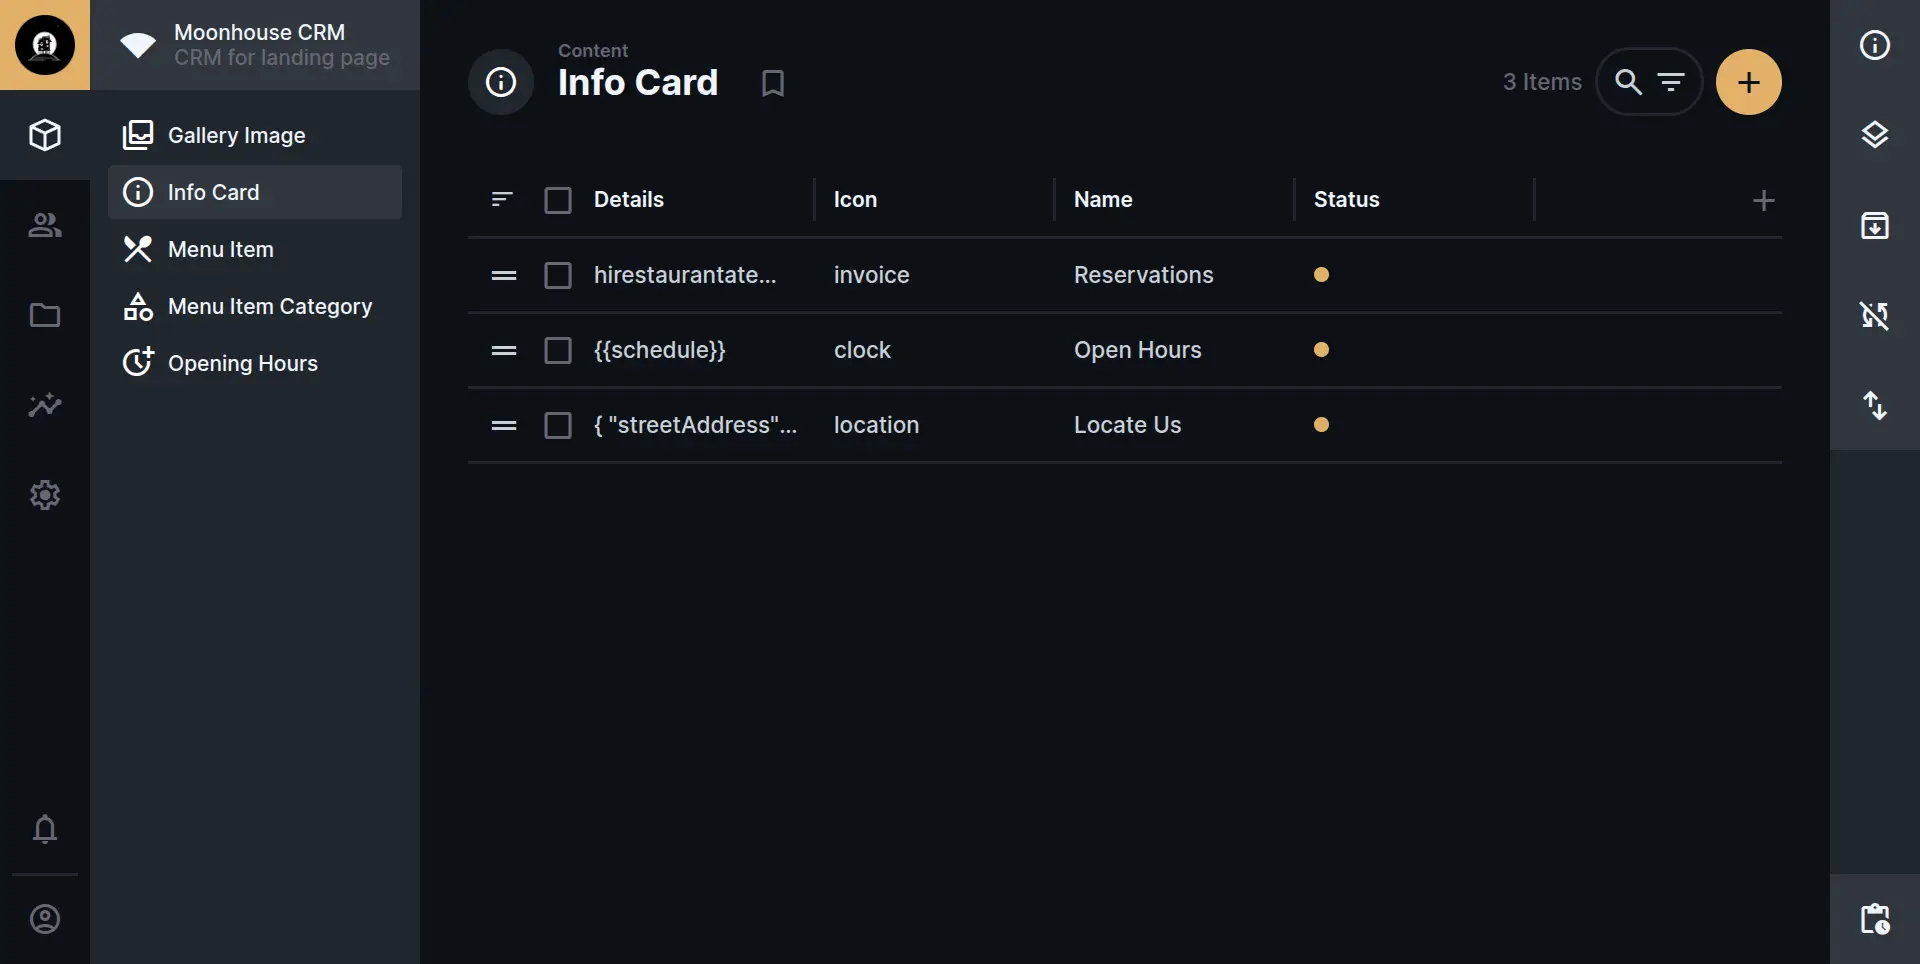 Moonhouse CRM
CRM for landing page
Gallery Image
Info Card
Menu Item
Menu Item Category
Opening Hours
Content
Info Card
3 Items
Details Icon Name Status
hirestaurantate... invoice Reservations
{{schedule}} clock Open Hours
{ "streetAddress"... location Locate Us